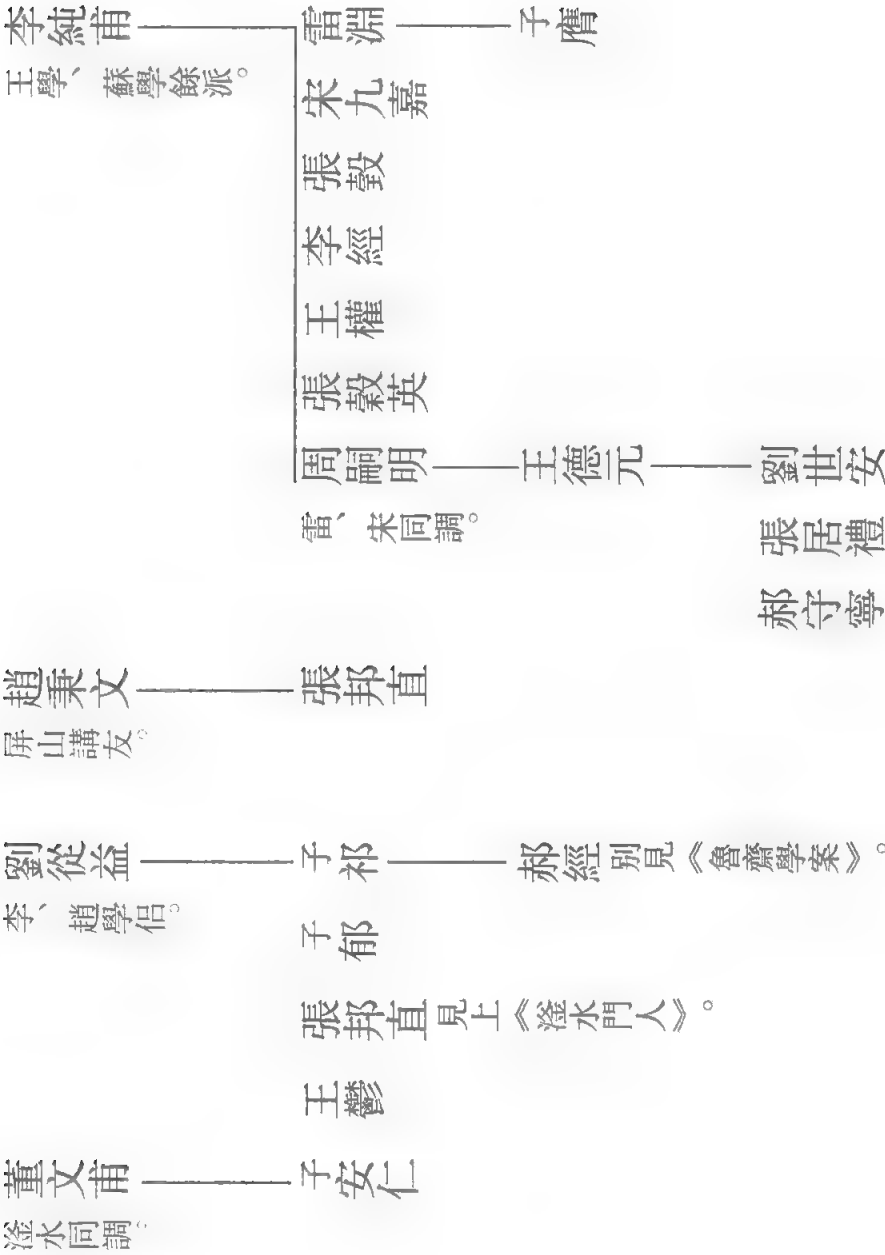 李純甫
王學、蘇學餘派。
雷淵
子膺
宋九嘉
張瑴
李經
王權
張穀英
周嗣明
雷、宋同調。
王德元
劉世安
張居禮
郝守寧
趙秉文
屏山講友。
張邦直
劉從益
李、趙學侶。
子祁
郝經別見《魯齋學案》。
子郁
張邦直見上《滏水門人》。
王鬱
董文甫
滏水同調。
子安仁